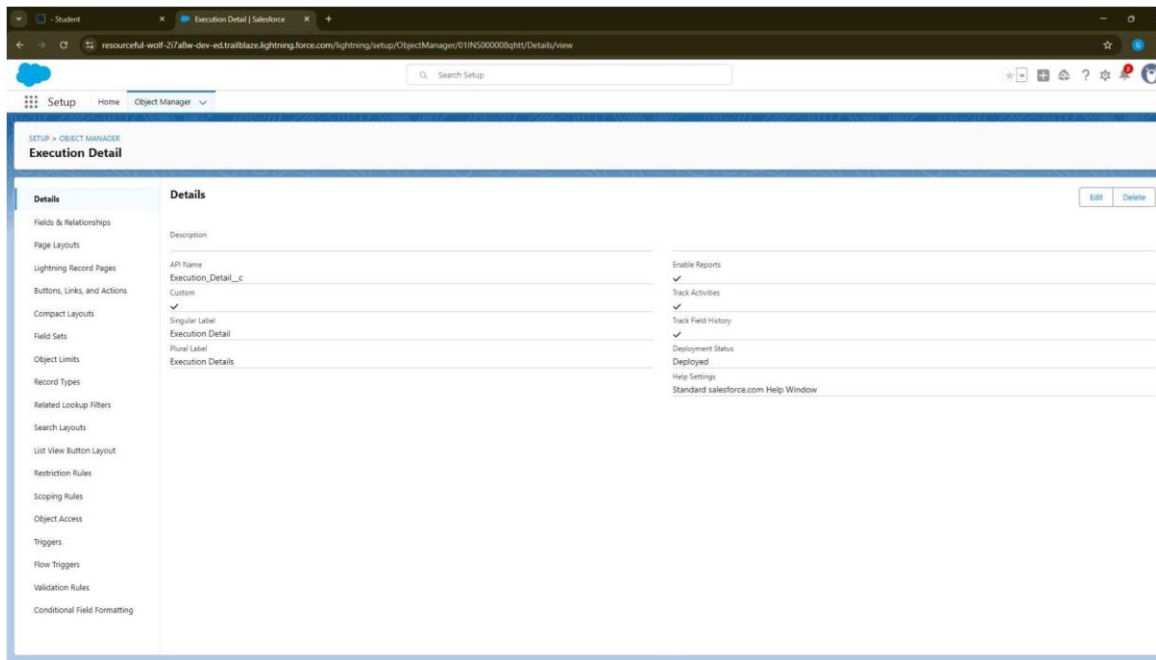 - Student
Execution Detail | Salesforce
resourceful-wolf-2i7a8w-dev-ed.trailblaze.lightning.force.com/lightning/setup/ObjectManager/01INS000008qhtt/Details/view
Search Setup
Setup Home Object Manager
SETUP > OBJECT MANAGER
Execution Detail
Details
Fields & Relationships
Page Layouts
Lightning Record Pages
Buttons, Links, and Actions
Compact Layouts
Field Sets
Object Limits
Record Types
Related Lookup Filters
Search Layouts
List View Button Layout
Restriction Rules
Scoping Rules
Object Access
Triggers
Flow Triggers
Validation Rules
Conditional Field Formatting
Details
Edit Delete
Description
API Name
Execution_Detail__c
Custom
Singular Label
Execution Detail
Plural Label
Execution Details
Enable Reports
Track Activities
Track Field History
Deployment Status
Deployed
Help Settings
Standard salesforce.com Help Window